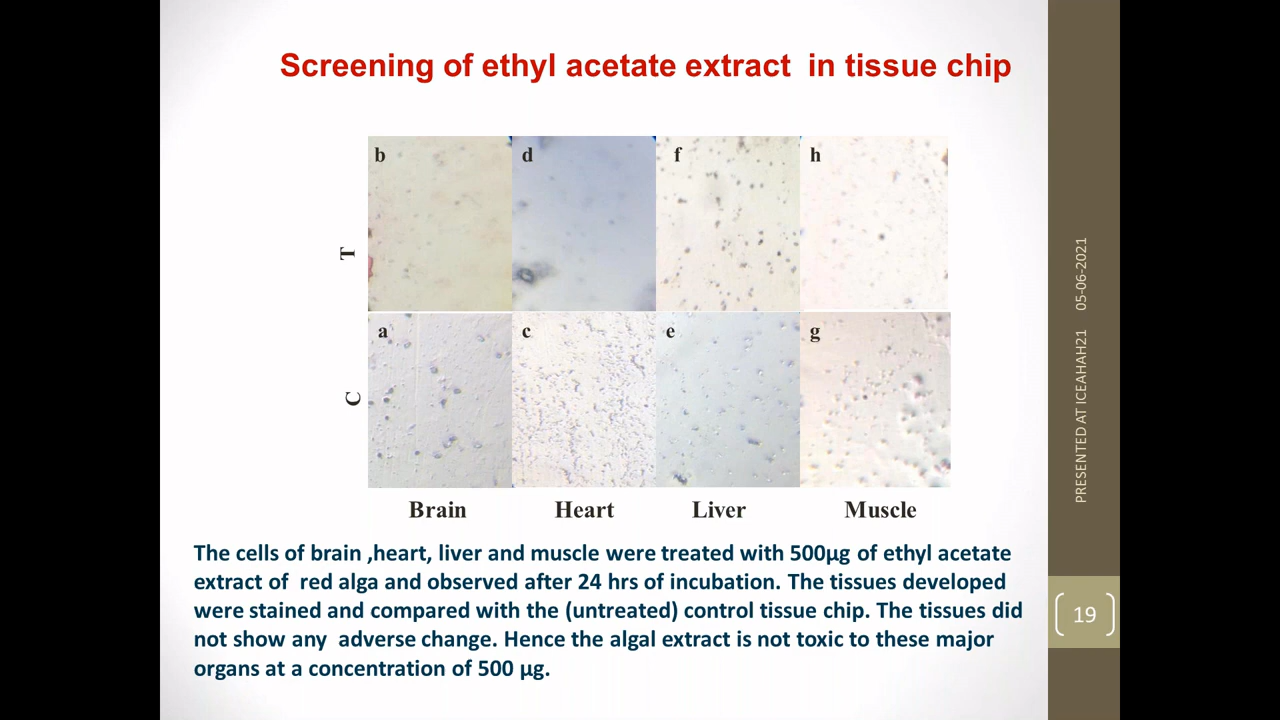 Screening of ethyl acetate extract  in tissue chip
b d f h
T
a c e g
C
Brain Heart Liver Muscle
The cells of brain ,heart, liver and muscle were treated with 500µg of ethyl acetate
extract of  red alga and observed after 24 hrs of incubation. The tissues developed
were stained and compared with the (untreated) control tissue chip. The tissues did
not show any  adverse change. Hence the algal extract is not toxic to these major
organs at a concentration of 500 µg.
PRESENTED AT ICEAHAH21 05-06-2021
19